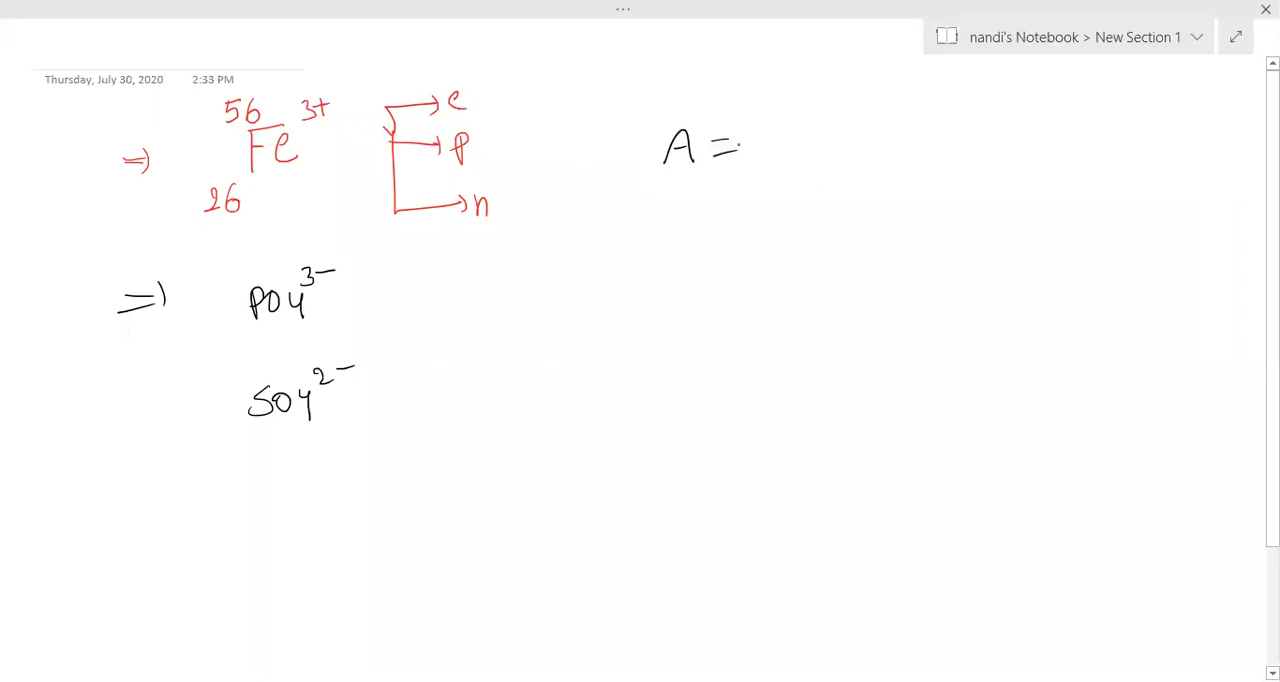 nandi's Notebook > New Section 1
Thursday, July 30, 2020 2:33 PM
56 3+ e
⇒ Fe p A =
26 n
⇒ PO4 3-
SO4 2-